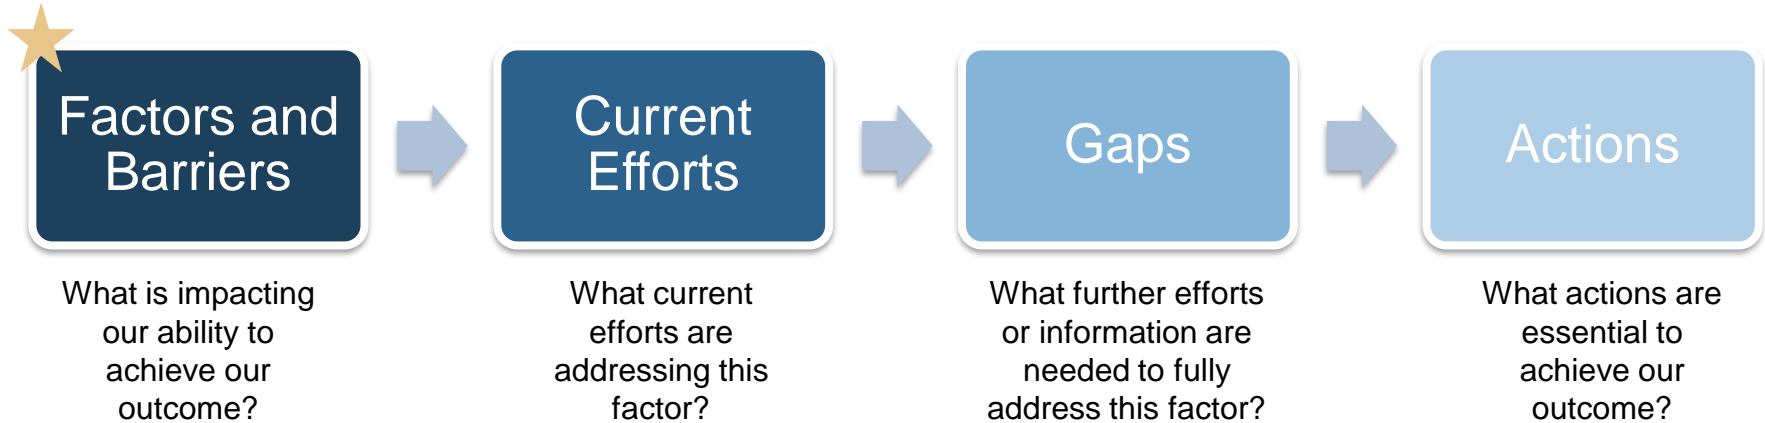 Factors and
Barriers
Current
Efforts
Gaps
Actions
What is impacting
our ability to
achieve our
outcome?
What current
efforts are
addressing this
factor?
What further efforts
or information are
needed to fully
address this factor?
What actions are
essential to
achieve our
outcome?